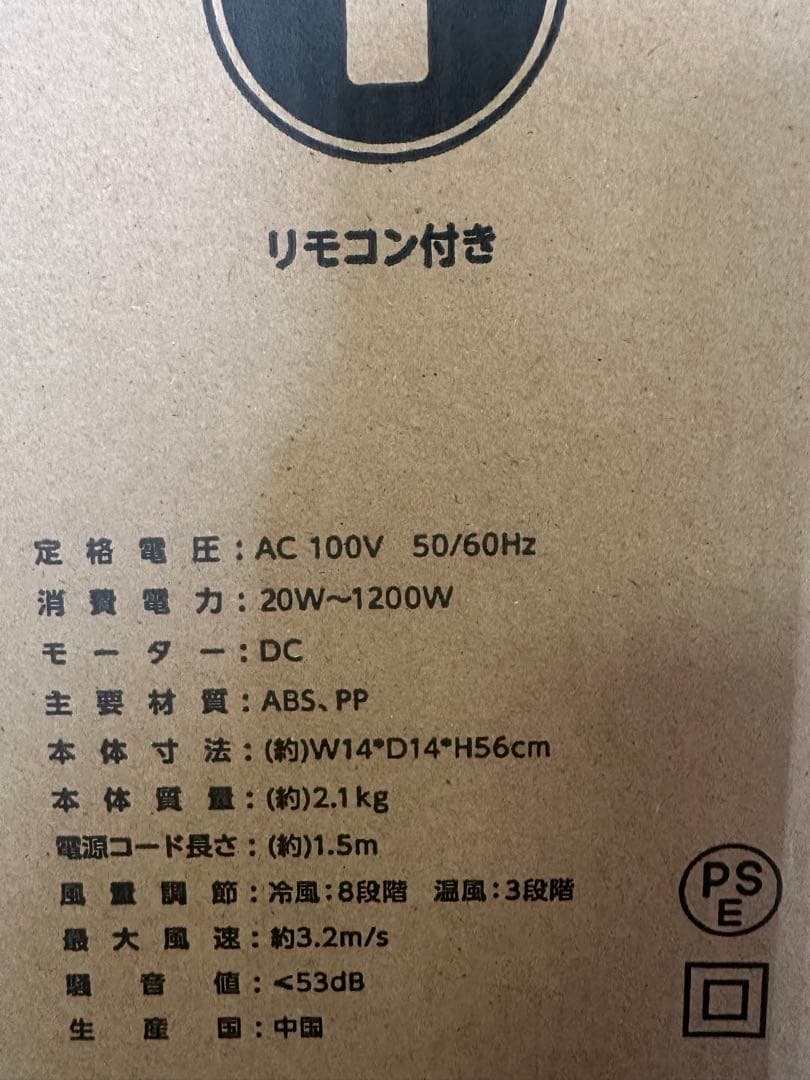 リモコン付き
定格電圧：AC 100V 50/60Hz
消費電力：20W～1200W
モーター：DC
主要材質：ABS、PP
本体寸法：(約)W14*D14*H56cm
本体質量：(約)2.1kg
電源コード長さ：(約)1.5m
風量調節：冷風：8段階 温風：3段階
最大風速：約3.2m/s
騒音値：<53dB
生産国：中国
PS
E